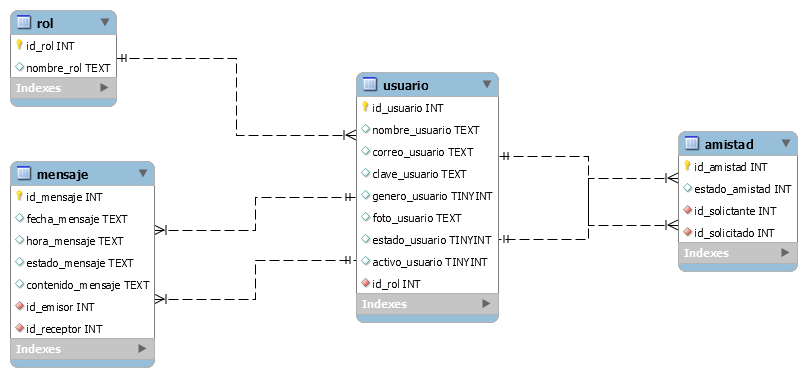 rol
id_rol INT
nombre_rol TEXT
Indexes
mensaje
id_mensaje INT
fecha_mensaje TEXT
hora_mensaje TEXT
estado_mensaje TEXT
contenido_mensaje TEXT
id_emisor INT
id_receptor INT
Indexes
usuario
id_usuario INT
nombre_usuario TEXT
correo_usuario TEXT
clave_usuario TEXT
genero_usuario TINYINT
foto_usuario TEXT
estado_usuario TINYINT
activo_usuario TINYINT
id_rol INT
Indexes
amistad
id_amistad INT
estado_amistad INT
id_solictante INT
id_solicitado INT
Indexes